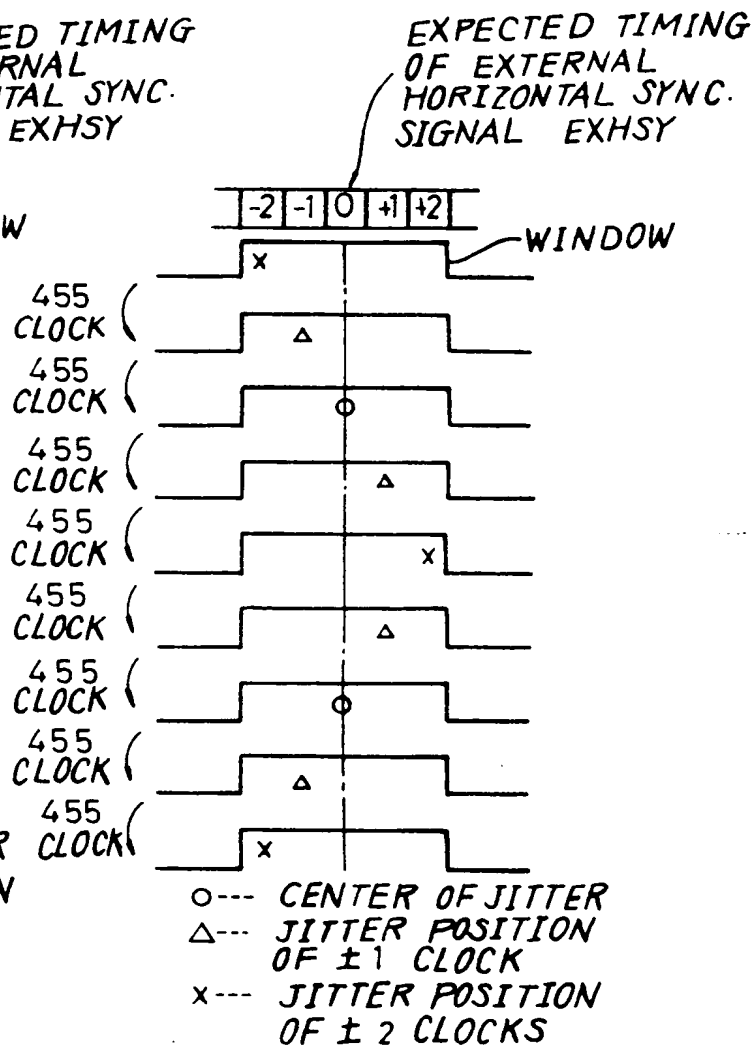 ED TIMING
RNAL
NTAL SYNC.
EXHSY
EXPECTED TIMING
OF EXTERNAL
HORIZONTAL SYNC.
SIGNAL EXHSY
W
-2 -1 0 +1 +2
WINDOW
455
CLOCK
455
CLOCK
455
CLOCK
455
CLOCK
455
CLOCK
455
CLOCK
455
CLOCK
455
R CLOCK
N
O--- CENTER OF JITTER
△--- JITTER POSITION
OF ±1 CLOCK
x--- JITTER POSITION
OF ±2 CLOCKS